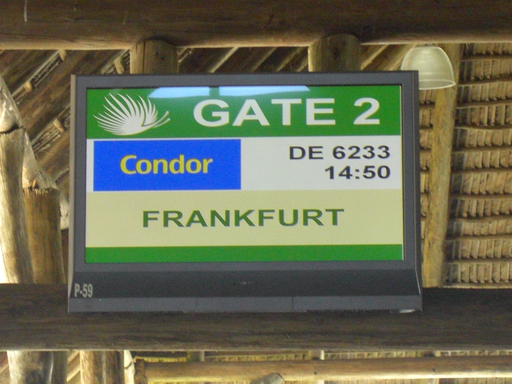 GATE 2
Condor
DE 6233
14:50
FRANKFURT
P-59